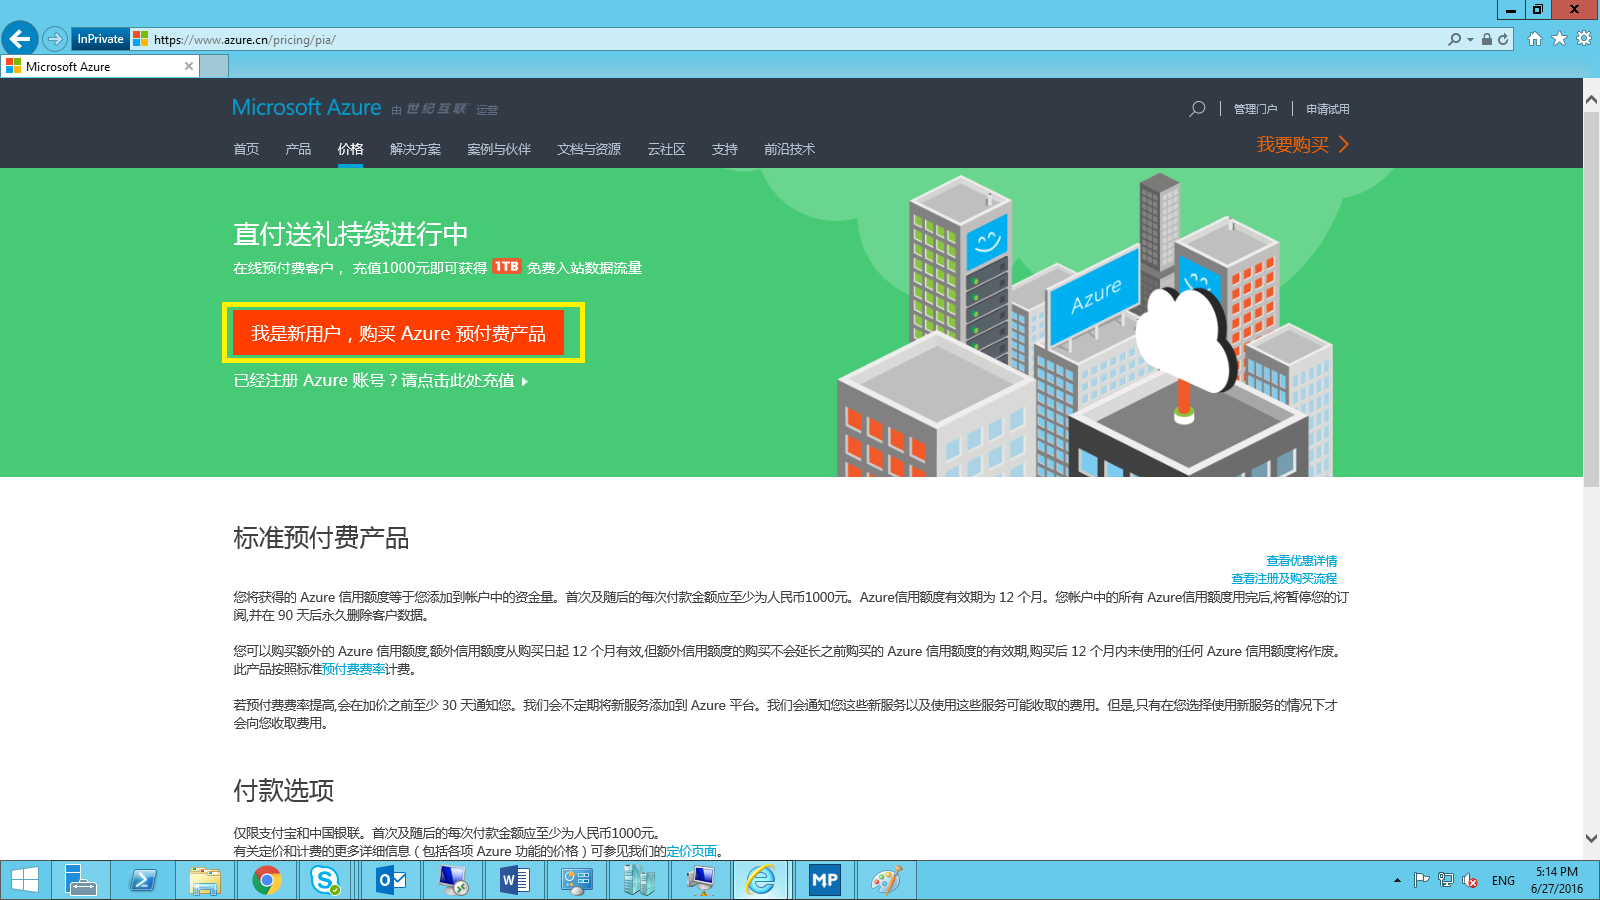 InPrivate
https://www.azure.cn/pricing/pia/
Microsoft Azure
Microsoft Azure 由 世纪互联 运营
管理门户
申请试用
首页 产品 价格 解决方案 案例与伙伴 文档与资源 云社区 支持 前沿技术
我要购买
直付送礼持续进行中
在线预付费客户， 充值1000元即可获得 1TB 免费入站数据流量
我是新用户，购买 Azure 预付费产品
已经注册 Azure 账号？请点击此处充值
Azure
标准预付费产品
查看优惠详情
查看注册及购买流程
您将获得的 Azure 信用额度等于您添加到帐户中的资金量。首次及随后的每次付款金额应至少为人民币1000元。Azure信用额度有效期为 12 个月。您帐户中的所有 Azure信用额度用完后,将暂停您的订
阅,并在 90 天后永久删除客户数据。
您可以购买额外的 Azure 信用额度,额外信用额度从购买日起 12 个月有效,但额外信用额度的购买不会延长之前购买的 Azure 信用额度的有效期,购买后 12 个月内未使用的任何 Azure 信用额度将作废。
此产品按照标准预付费费率计费。
若预付费费率提高,会在加价之前至少 30 天通知您。我们会不定期将新服务添加到 Azure 平台。我们会通知您这些新服务以及使用这些服务可能收取的费用。但是,只有在您选择使用新服务的情况下才
会向您收取费用。
付款选项
仅限支付宝和中国银联。首次及随后的每次付款金额应至少为人民币1000元。
有关定价和计费的更多详细信息（包括各项 Azure 功能的价格）可参见我们的定价页面。
MP
ENG
5:14 PM
6/27/2016